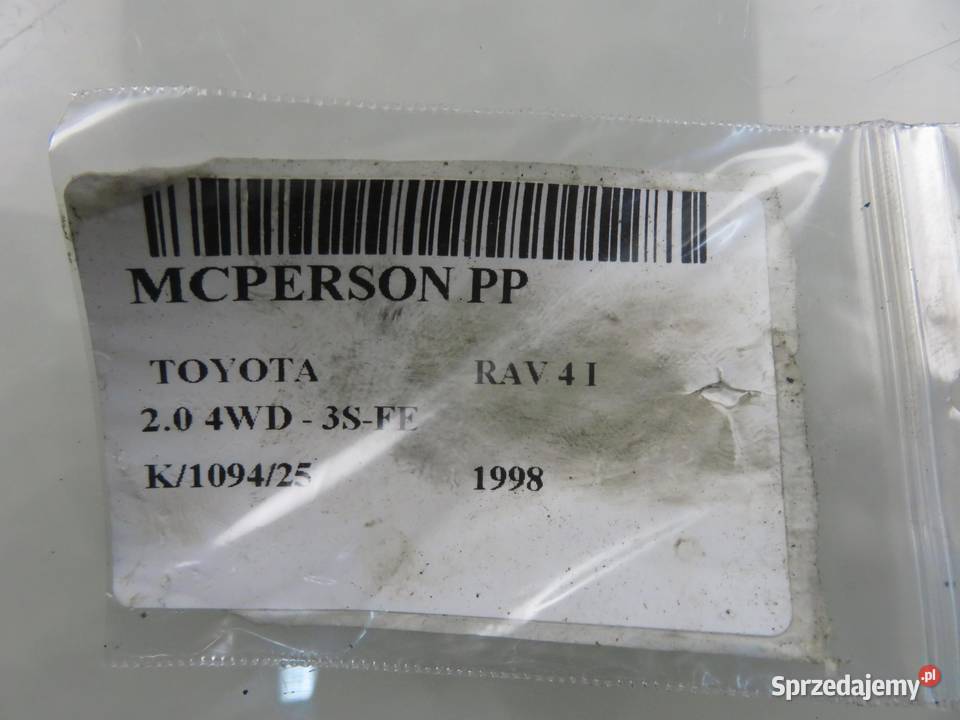 MCPERSON PP
TOYOTA RAV 4 I
2.0 4WD - 3S-FE
K/1094/25 1998
Sprzedajemy.pl